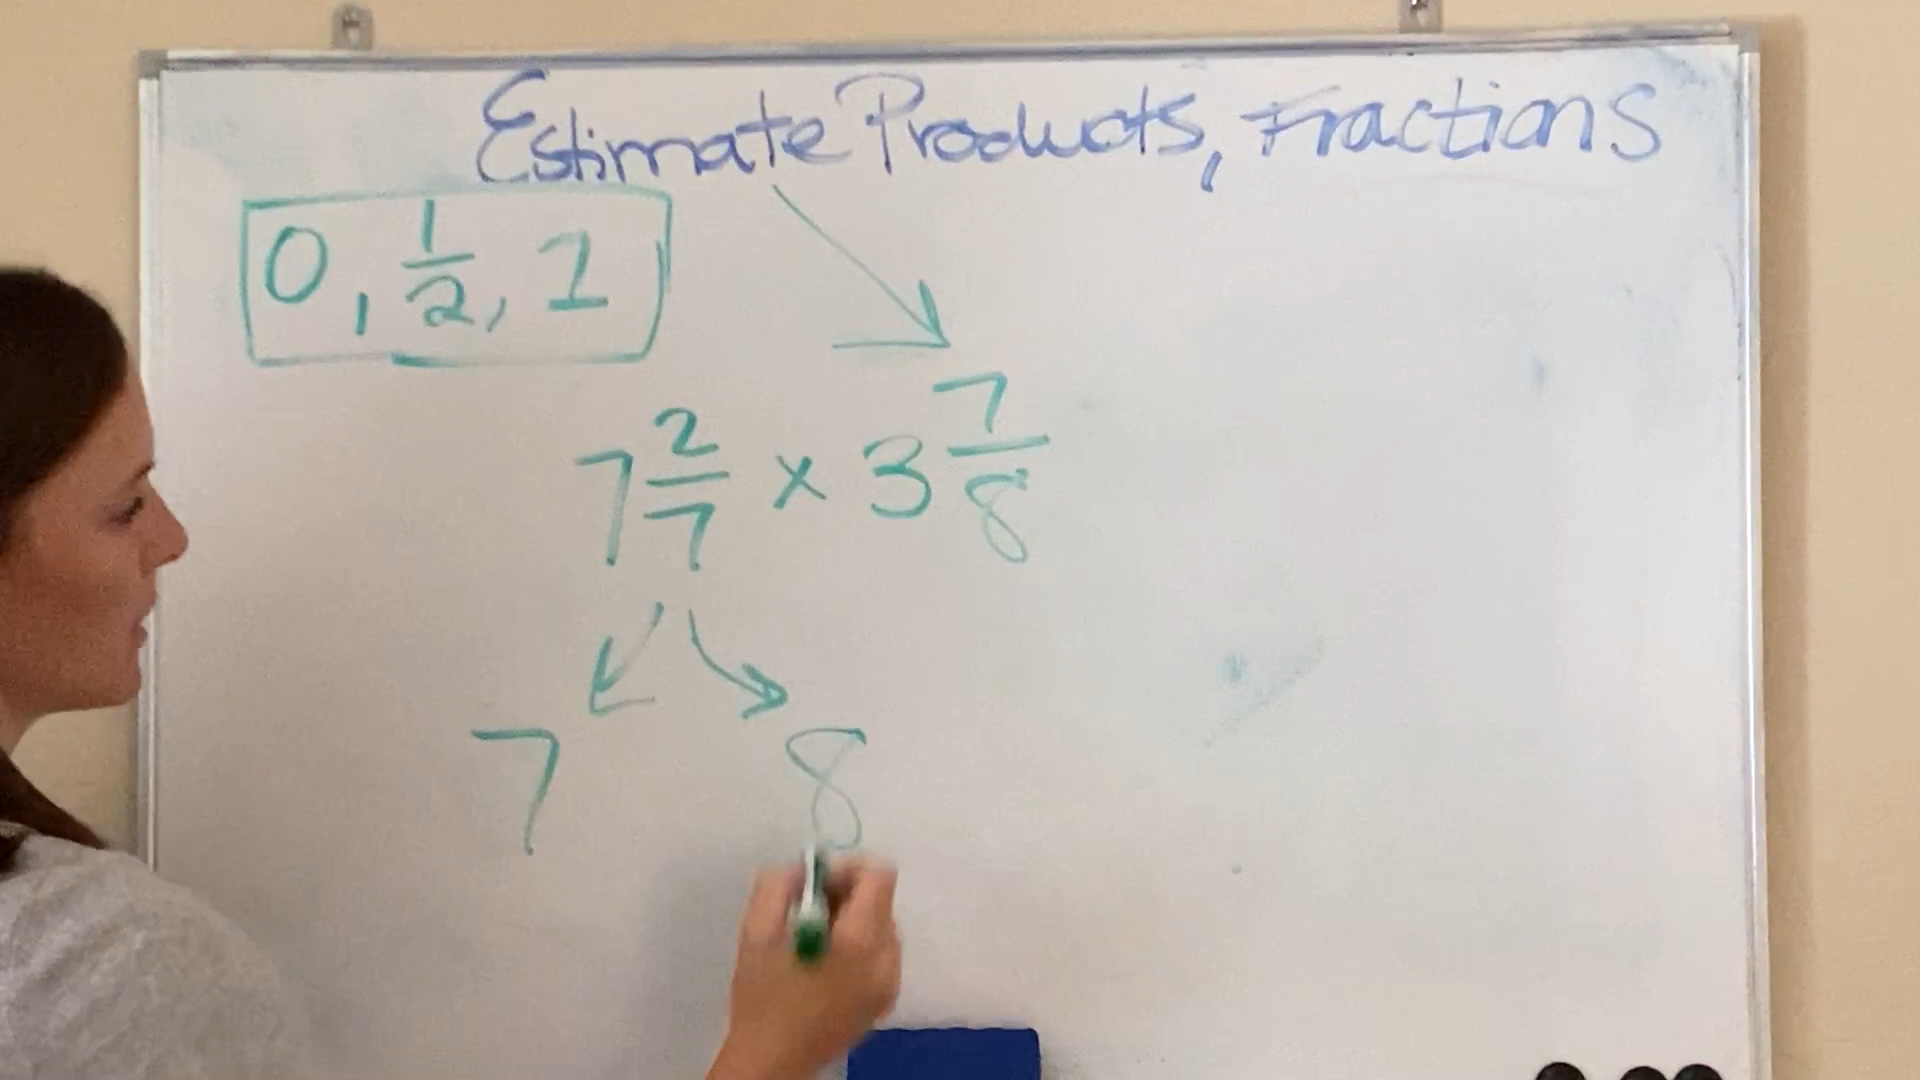 Estimate Products, Fractions
0, 1/2, 1
7 2/7 x 3 7/8
7 8